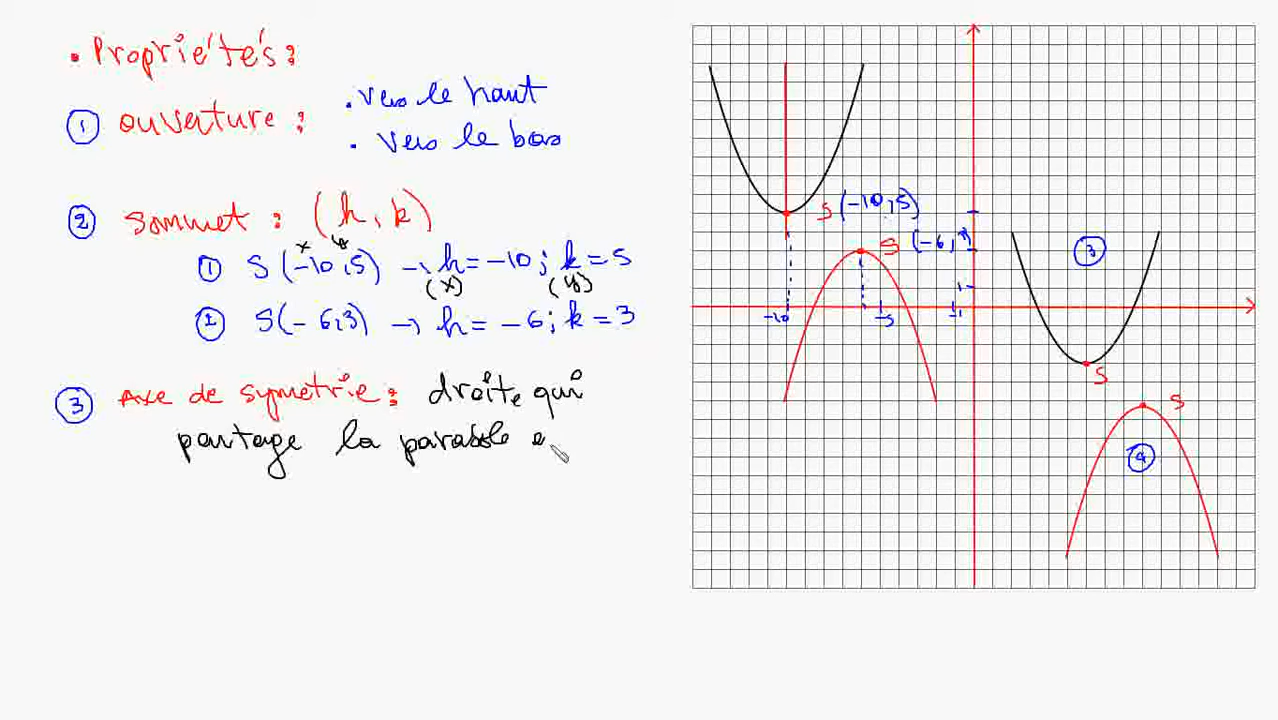 • Propriétés :
① ouverture : . vers le haut
. vers le bas
② sommet : (h, k)
x y
① S(-10,5) → h = -10 ; k = 5
(x) (y)
② S(-6,3) → h = -6 ; k = 3
③ Axe de symétrie : droite qui
partage la parabole e
S(-10,5)
S(-6,3)
③
1
-10 -5 -1
S
S
④